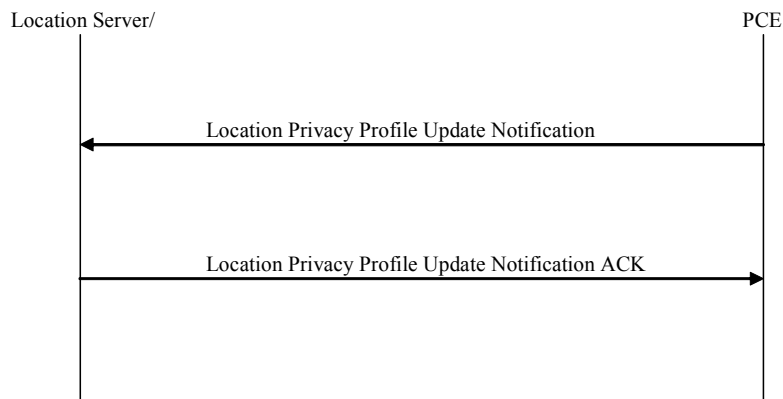 Location Server/
PCE
Location Privacy Profile Update Notification
Location Privacy Profile Update Notification ACK